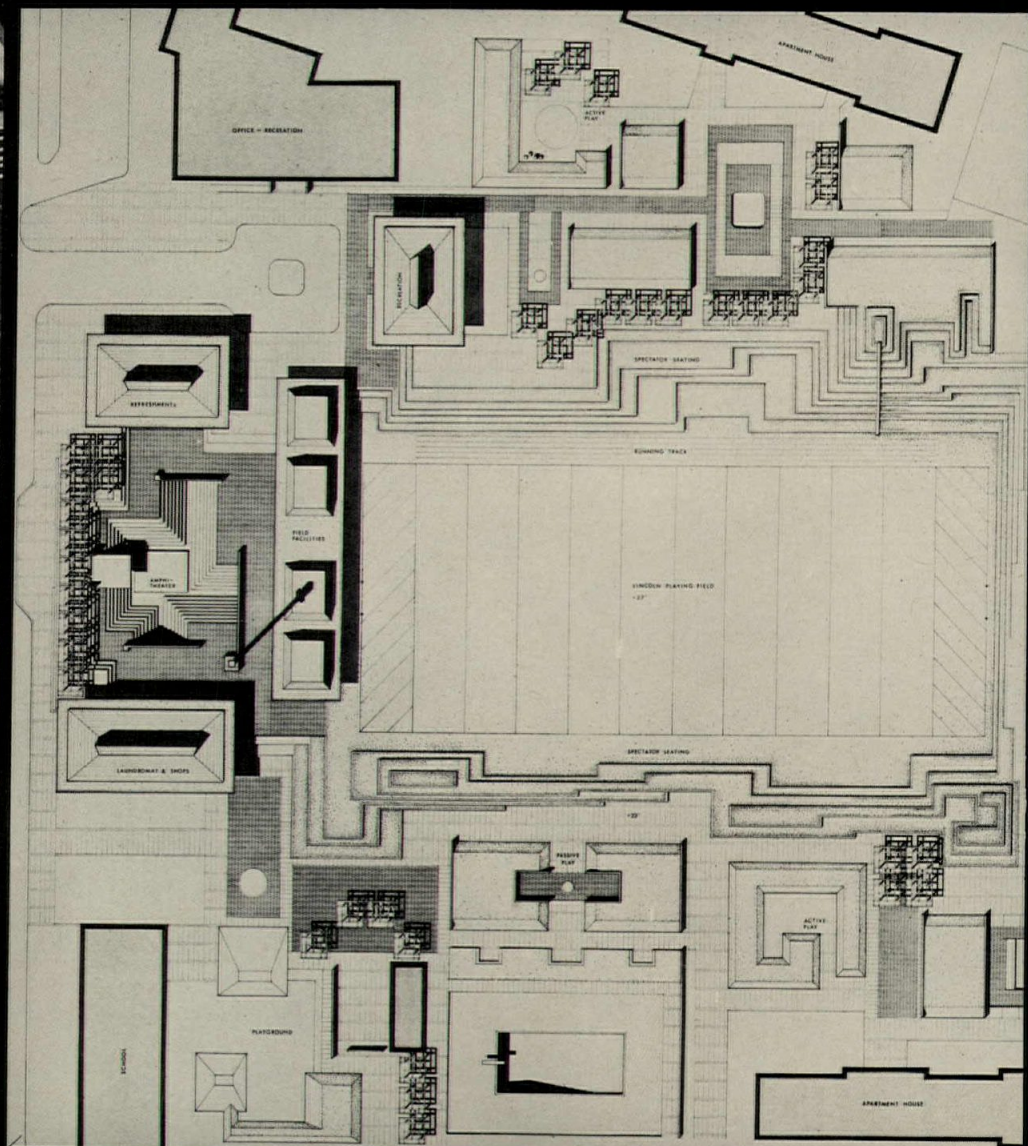 APARTMENT HOUSE
OFFICE – RECREATION
ACTIVE
PLAY
RECREATION
SPECTATOR SEATING
REFRESHMENTS
RUNNING TRACK
FIELD
FACILITIES
AMPHI-
THEATER
LINCOLN PLAYING FIELD
SPECTATOR SEATING
LAUNDROMAT & SHOPS
PASSIVE
PLAY
ACTIVE
PLAY
PLAYGROUND
SCHOOL
APARTMENT HOUSE